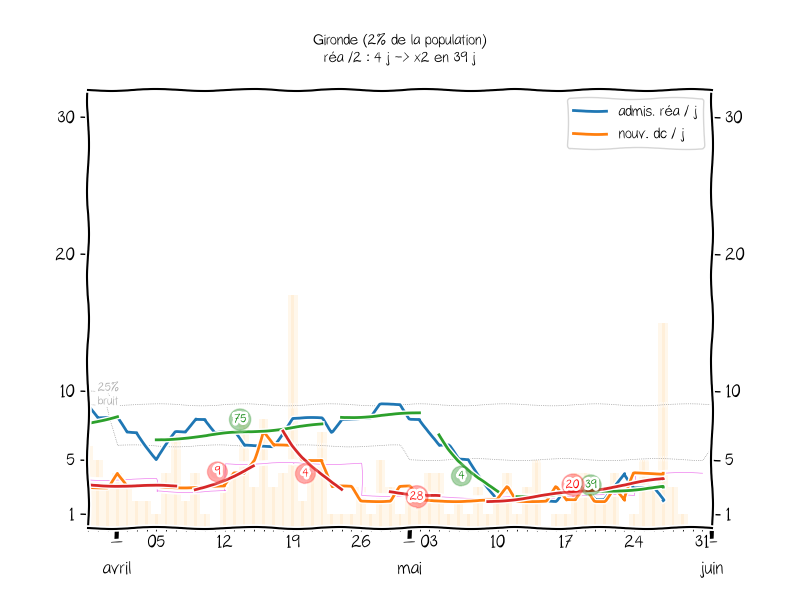 Gironde (2% de la population)
réa /2 : 4 j -> x2 en 39 j
admis. réa / j
nouv. dc / j
30 30
20 20
10 10
25%
bruit
75
5 5
9 4 4
28 20 39
1 1
05 12 19 26 03 10 17 24 31
avril mai juin